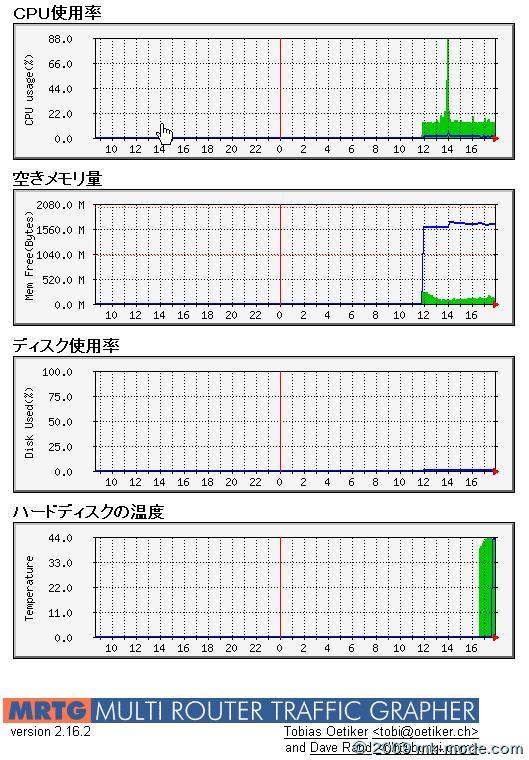 CPU使用率
88.0
66.0
44.0
22.0
0.0
CPU usage(%)
10 12 14 16 18 20 22 0 2 4 6 8 10 12 14 16
空きメモリ量
2080.0 M
1560.0 M
1040.0 M
520.0 M
0.0 M
Mem Free(Bytes)
10 12 14 16 18 20 22 0 2 4 6 8 10 12 14 16
ディスク使用率
100.0
75.0
50.0
25.0
0.0
Disk Used(%)
10 12 14 16 18 20 22 0 2 4 6 8 10 12 14 16
ハードディスクの温度
44.0
33.0
22.0
11.0
0.0
Temperature
10 12 14 16 18 20 22 0 2 4 6 8 10 12 14 16
MRTG MULTI ROUTER TRAFFIC GRAPHER
version 2.16.2
Tobias Oetiker <tobi@oetiker.ch>
and Dave Rand
© 2009 mk-mode.com